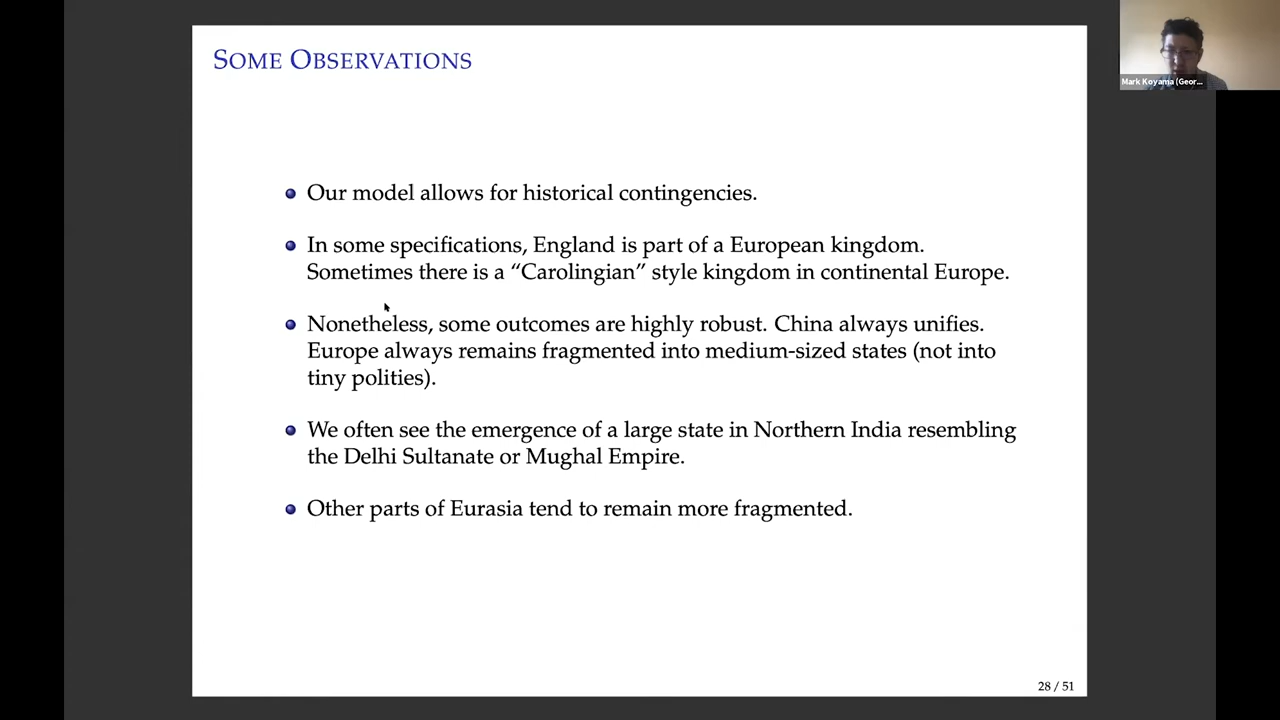 SOME OBSERVATIONS
Mark Koyama (Geor...
Our model allows for historical contingencies.
In some specifications, England is part of a European kingdom.
Sometimes there is a “Carolingian” style kingdom in continental Europe.
Nonetheless, some outcomes are highly robust. China always unifies.
Europe always remains fragmented into medium-sized states (not into
tiny polities).
We often see the emergence of a large state in Northern India resembling
the Delhi Sultanate or Mughal Empire.
Other parts of Eurasia tend to remain more fragmented.
28 / 51